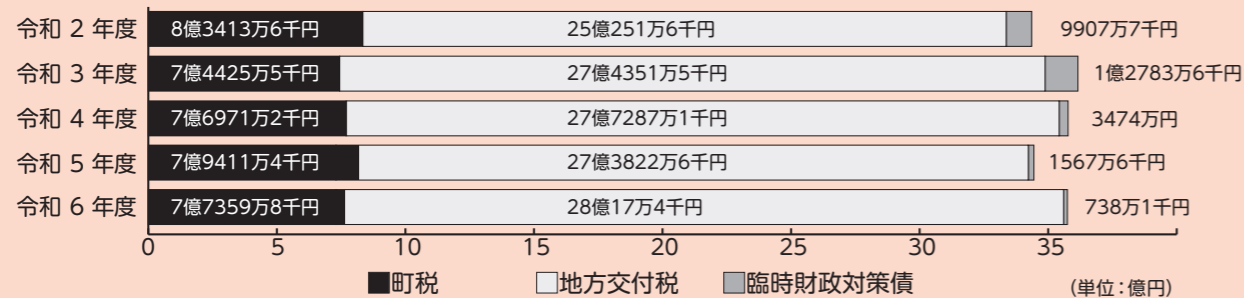 令和 2 年度 8億3413万6千円 25億251万6千円 9907万7千円
令和 3 年度 7億4425万5千円 27億4351万5千円 1億2783万6千円
令和 4 年度 7億6971万2千円 27億7287万1千円 3474万円
令和 5 年度 7億9411万4千円 27億3822万6千円 1567万6千円
令和 6 年度 7億7359万8千円 28億17万4千円 738万1千円
0 5 10 15 20 25 30 35
町税 地方交付税 臨時財政対策債 (単位：億円)